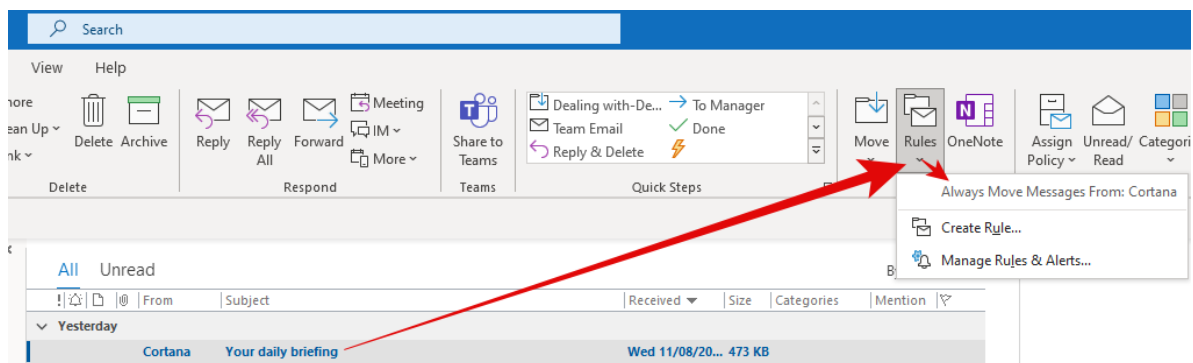 Search
View Help
nore
ean Up
nk
Delete Archive
Reply
Reply All
Forward
Meeting
IM
More
Share to Teams
Dealing with-De... To Manager
Team Email Done
Reply & Delete
Move
Rules
OneNote
Assign Policy
Unread/ Read
Categori
Delete Respond Teams Quick Steps
Always Move Messages From: Cortana
Create Rule...
Manage Rules & Alerts...
All Unread
! From Subject Received Size Categories Mention
Yesterday
Cortana Your daily briefing Wed 11/08/20... 473 KB